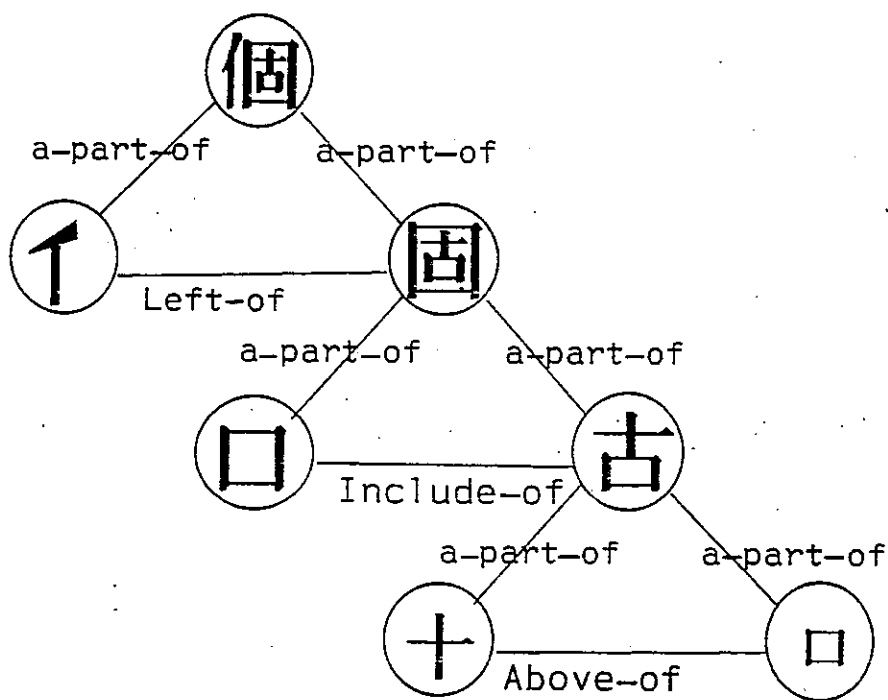 個
a-part-of a-part-of
亻 固
Left-of
a-part-of a-part-of
囗 古
Include-of
a-part-of a-part-of
十 口
Above-of